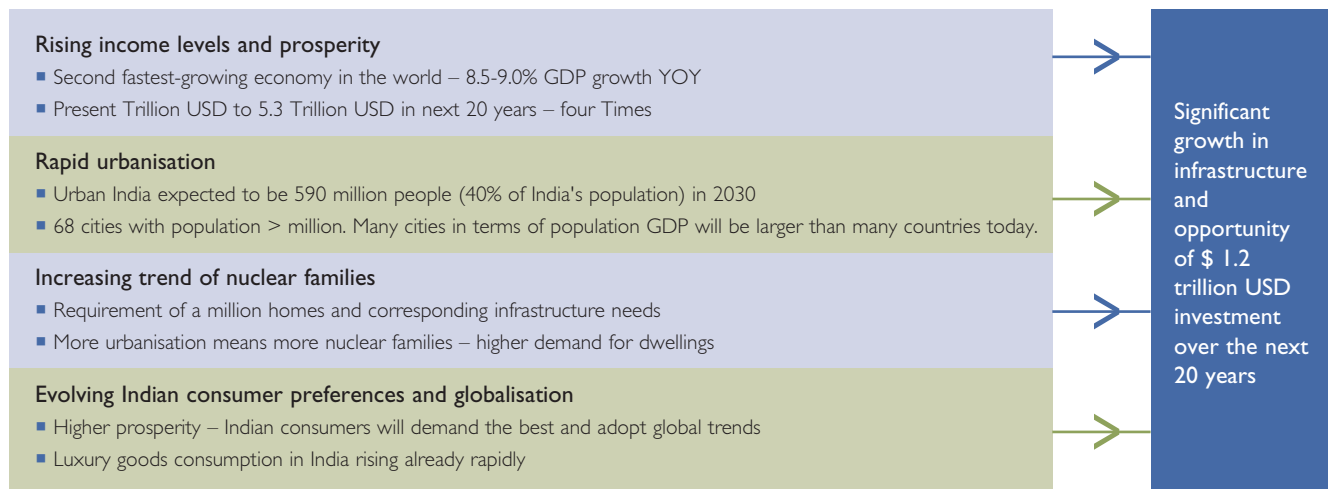 Rising income levels and prosperity
▪ Second fastest-growing economy in the world – 8.5-9.0% GDP growth YOY
▪ Present Trillion USD to 5.3 Trillion USD in next 20 years – four Times
Rapid urbanisation
▪ Urban India expected to be 590 million people (40% of India's population) in 2030
▪ 68 cities with population > million. Many cities in terms of population GDP will be larger than many countries today.
Increasing trend of nuclear families
▪ Requirement of a million homes and corresponding infrastructure needs
▪ More urbanisation means more nuclear families – higher demand for dwellings
Evolving Indian consumer preferences and globalisation
▪ Higher prosperity – Indian consumers will demand the best and adopt global trends
▪ Luxury goods consumption in India rising already rapidly
Significant
growth in
infrastructure
and
opportunity
of $ 1.2
trillion USD
investment
over the next
20 years